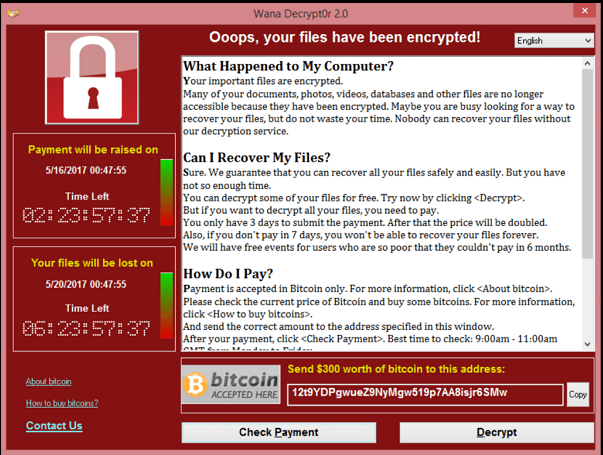 Wana Decrypt0r 2.0
Ooops, your files have been encrypted!
English
Payment will be raised on
5/16/2017 00:47:55
Time Left
02:23:57:37
Your files will be lost on
5/20/2017 00:47:55
Time Left
06:23:57:37
About bitcoin
How to buy bitcoins?
Contact Us
What Happened to My Computer?
Your important files are encrypted.
Many of your documents, photos, videos, databases and other files are no longer
accessible because they have been encrypted. Maybe you are busy looking for a way to
recover your files, but do not waste your time. Nobody can recover your files without
our decryption service.
Can I Recover My Files?
Sure. We guarantee that you can recover all your files safely and easily. But you have
not so enough time.
You can decrypt some of your files for free. Try now by clicking <Decrypt>.
But if you want to decrypt all your files, you need to pay.
You only have 3 days to submit the payment. After that the price will be doubled.
Also, if you don't pay in 7 days, you won't be able to recover your files forever.
We will have free events for users who are so poor that they couldn't pay in 6 months.
How Do I Pay?
Payment is accepted in Bitcoin only. For more information, click <About bitcoin>.
Please check the current price of Bitcoin and buy some bitcoins. For more information,
click <How to buy bitcoins>.
And send the correct amount to the address specified in this window.
After your payment, click <Check Payment>. Best time to check: 9:00am - 11:00am
GMT from Monday to Friday.
bitcoin
ACCEPTED HERE
Send $300 worth of bitcoin to this address:
12t9YDPgwueZ9NyMgw519p7AA8isjr6SMw
Copy
Check Payment
Decrypt